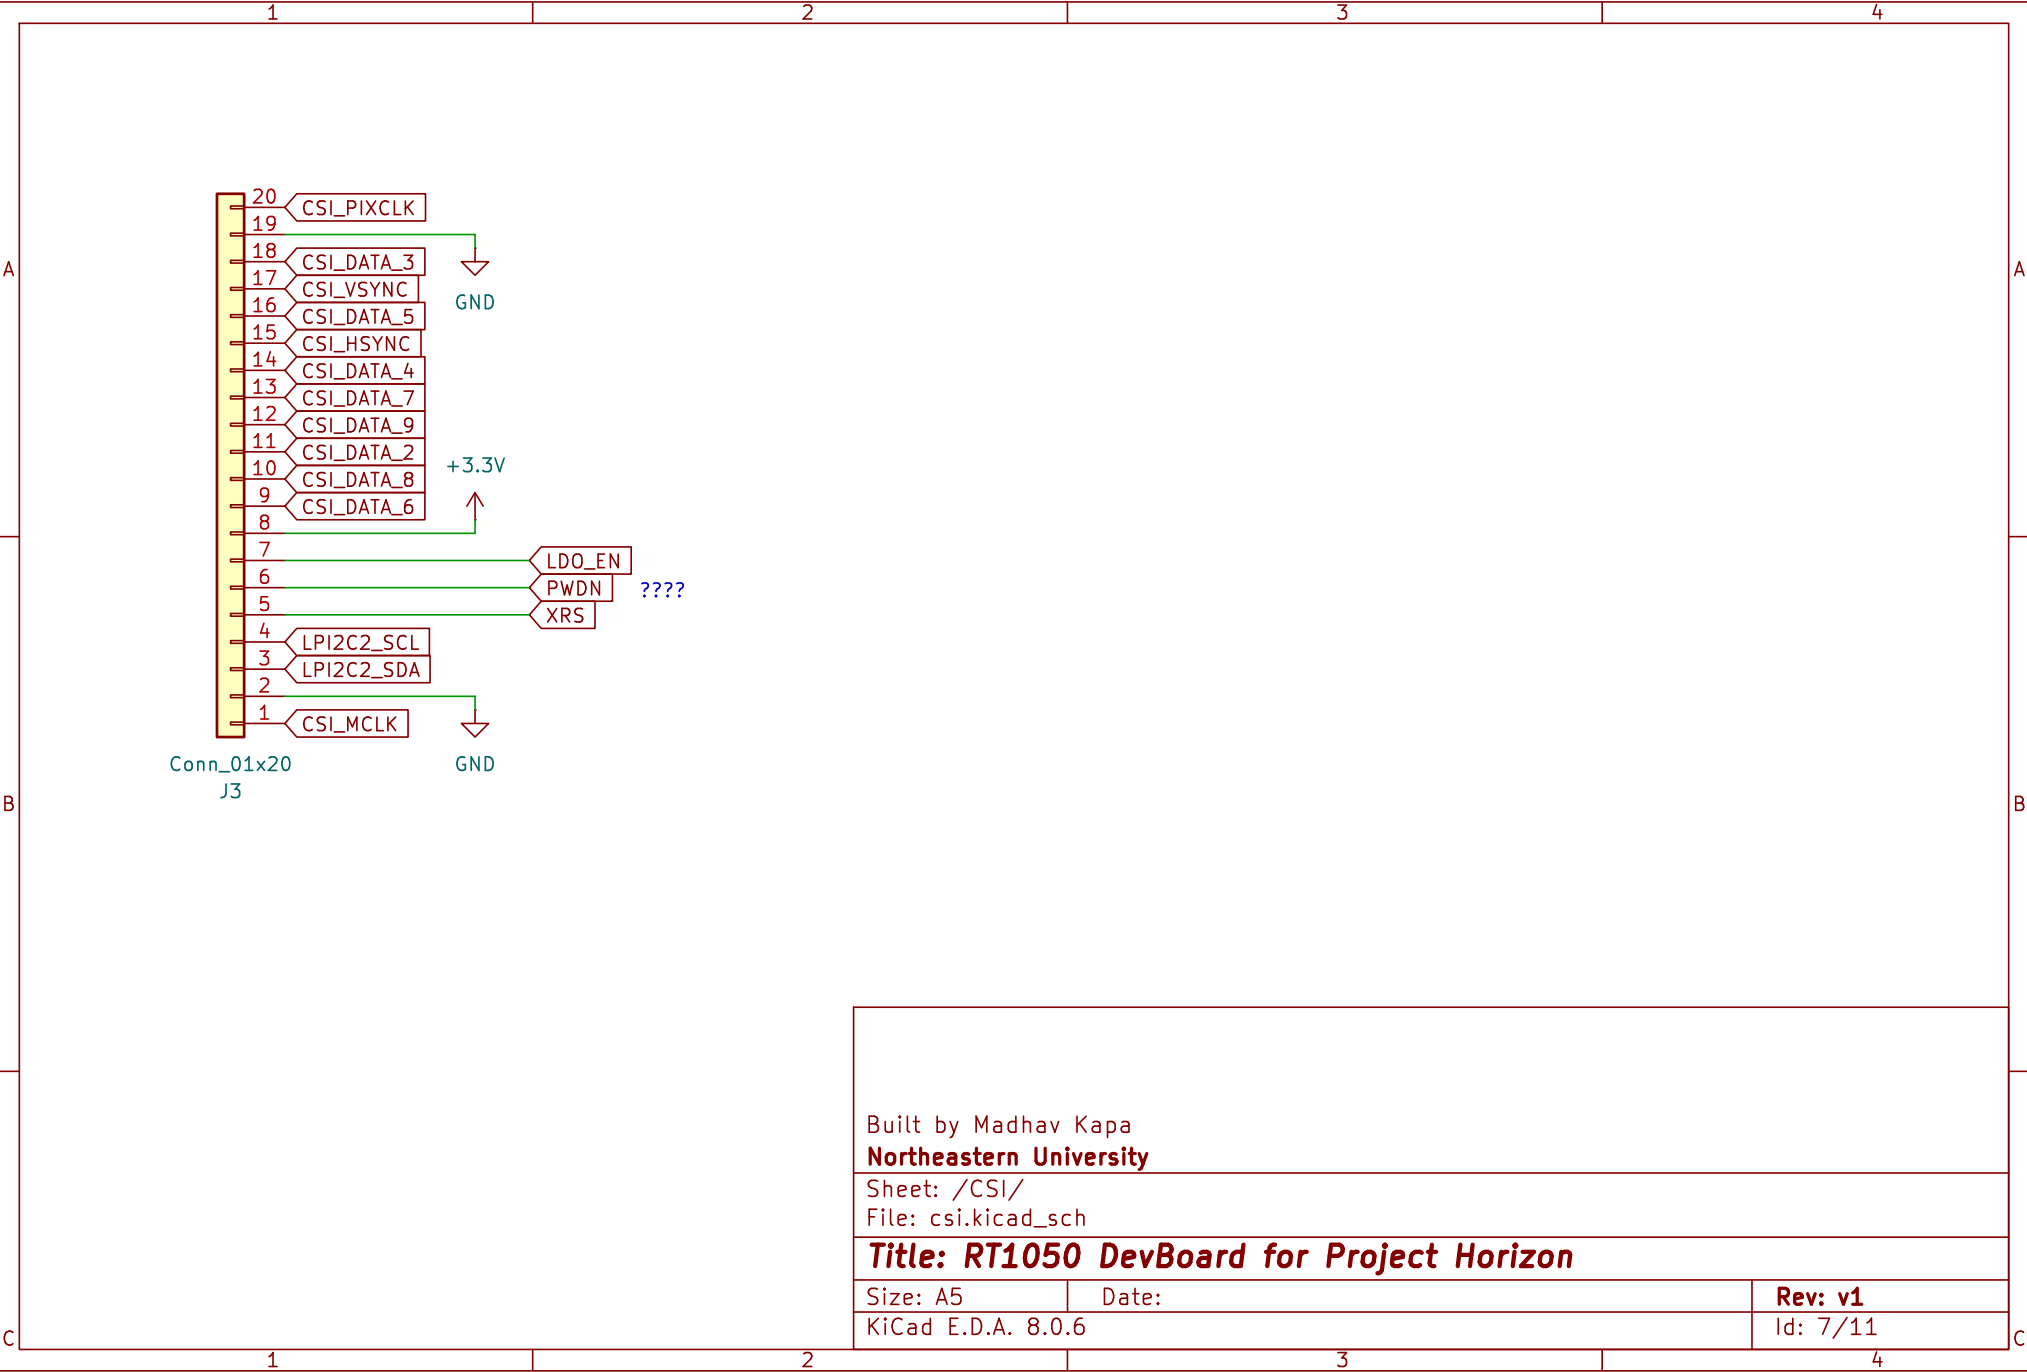 1 2 3 4
A A
B B
C C
20 CSI_PIXCLK
19
18 CSI_DATA_3
17 CSI_VSYNC
GND
16 CSI_DATA_5
15 CSI_HSYNC
14 CSI_DATA_4
13 CSI_DATA_7
12 CSI_DATA_9
11 CSI_DATA_2
+3.3V
10 CSI_DATA_8
9 CSI_DATA_6
8
7 LDO_EN
6 PWDN ????
5 XRS
4 LPI2C2_SCL
3 LPI2C2_SDA
2
1 CSI_MCLK
Conn_01x20 GND
J3
Built by Madhav Kapa
Northeastern University
Sheet: /CSI/
File: csi.kicad_sch
Title: RT1050 DevBoard for Project Horizon
Size: A5 Date: Rev: v1
KiCad E.D.A. 8.0.6 Id: 7/11
1 2 3 4